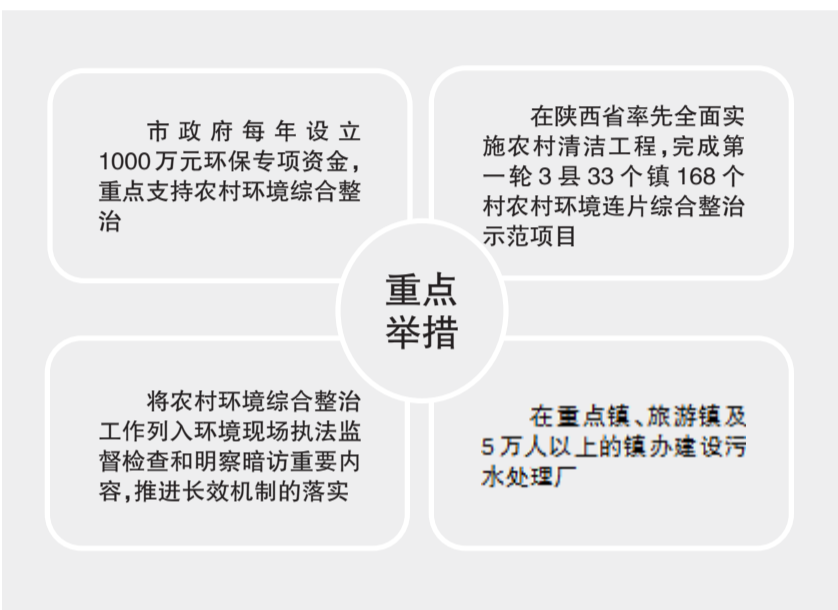 市政府每年设立
1000万元环保专项资金，
重点支持农村环境综合整
治
在陕西省率先全面实
施农村清洁工程，完成第
一轮3县33个镇168个
村农村环境连片综合整治
示范项目
重点
举措
将农村环境综合整治
工作列入环境现场执法监
督检查和明察暗访重要内
容，推进长效机制的落实
在重点镇、旅游镇及
5万人以上的镇办建设污
水处理厂